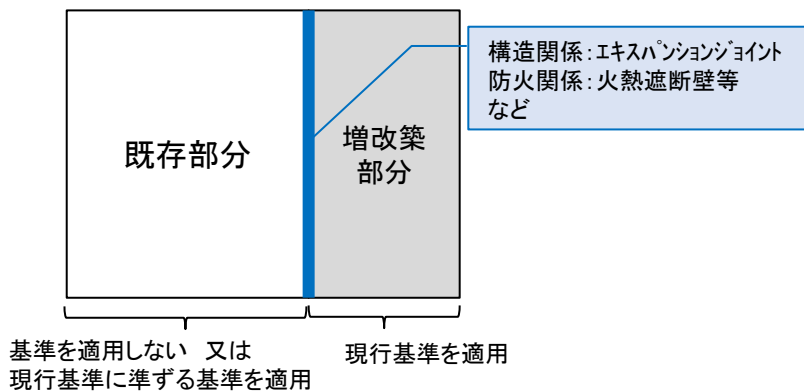 構造関係：ｴｷｽﾊﾟﾝｼｮﾝｼﾞｮｲﾝﾄ
防火関係：火熱遮断壁等
など
既存部分
増改築
部分
基準を適用しない　又は
現行基準に準ずる基準を適用
現行基準を適用